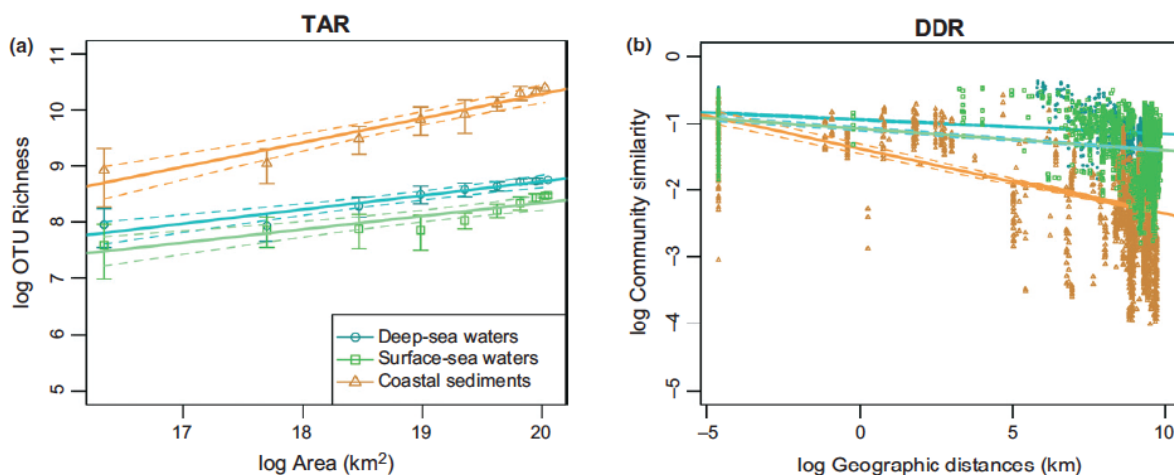 TAR
(a)
log OTU Richness
11
10
9
8
7
6
5
17 18 19 20
log Area (km²)
Deep-sea waters
Surface-sea waters
Coastal sediments
DDR
(b)
log Community similarity
–0
–1
–2
–3
–4
–5
–5 0 5 10
log Geographic distances (km)